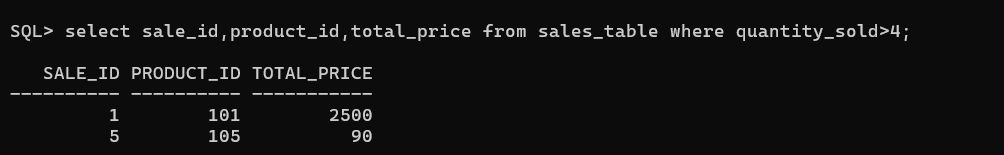 SQL> select sale_id,product_id,total_price from sales_table where quantity_sold>4;
   SALE_ID PRODUCT_ID TOTAL_PRICE
---------- ---------- -----------
         1        101        2500
         5        105          90